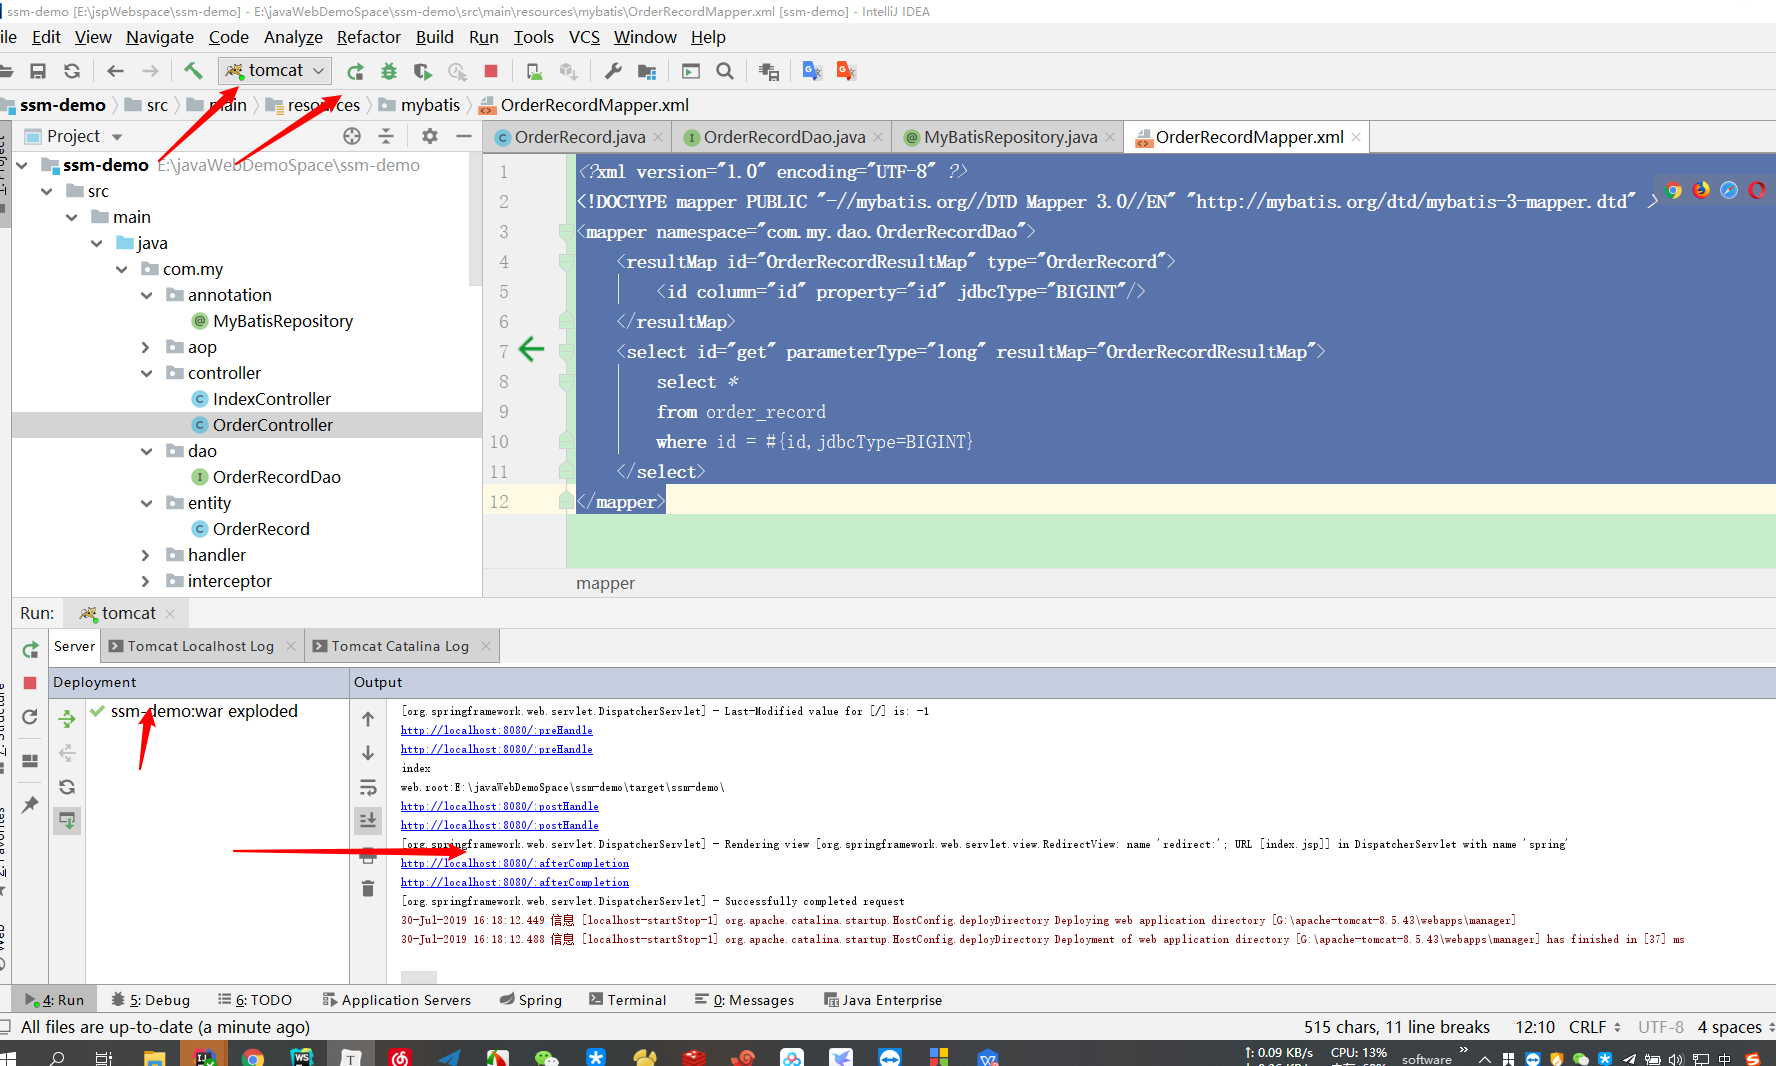 ssm-demo [E:\jspWebspace\ssm-demo] - E:\javaWebDemoSpace\ssm-demo\src\main\resources\mybatis\OrderRecordMapper.xml [ssm-demo] - IntelliJ IDEA
ile Edit View Navigate Code Analyze Refactor Build Run Tools VCS Window Help
tomcat
ssm-demo src main resources mybatis OrderRecordMapper.xml
Project
OrderRecord.java OrderRecordDao.java MyBatisRepository.java OrderRecordMapper.xml
ssm-demo E:\javaWebDemoSpace\ssm-demo
src
main
java
com.my
annotation
MyBatisRepository
aop
controller
IndexController
OrderController
dao
OrderRecordDao
entity
OrderRecord
handler
interceptor
1 <?xml version="1.0" encoding="UTF-8" ?>
2 <!DOCTYPE mapper PUBLIC "-//mybatis.org//DTD Mapper 3.0//EN" "http://mybatis.org/dtd/mybatis-3-mapper.dtd" >
3 <mapper namespace="com.my.dao.OrderRecordDao">
4 <resultMap id="OrderRecordResultMap" type="OrderRecord">
5 <id column="id" property="id" jdbcType="BIGINT"/>
6 </resultMap>
7 <select id="get" parameterType="long" resultMap="OrderRecordResultMap">
8 select *
9 from order_record
10 where id = #{id,jdbcType=BIGINT}
11 </select>
12 </mapper>
mapper
Run: tomcat
Server Tomcat Localhost Log Tomcat Catalina Log
Deployment Output
ssm-demo:war exploded
[org.springframework.web.servlet.DispatcherServlet] - Last-Modified value for [/] is: -1
http://localhost:8080/:preHandle
http://localhost:8080/:preHandle
index
web.root:E:\javaWebDemoSpace\ssm-demo\target\ssm-demo\
http://localhost:8080/:postHandle
http://localhost:8080/:postHandle
[org.springframework.web.servlet.DispatcherServlet] - Rendering view [org.springframework.web.servlet.view.RedirectView: name 'redirect:'; URL [index.jsp]] in DispatcherServlet with name 'spring'
http://localhost:8080/:afterCompletion
http://localhost:8080/:afterCompletion
[org.springframework.web.servlet.DispatcherServlet] - Successfully completed request
30-Jul-2019 16:18:12.449 信息 [localhost-startStop-1] org.apache.catalina.startup.HostConfig.deployDirectory Deploying web application directory [G:\apache-tomcat-8.5.43\webapps\manager]
30-Jul-2019 16:18:12.488 信息 [localhost-startStop-1] org.apache.catalina.startup.HostConfig.deployDirectory Deployment of web application directory [G:\apache-tomcat-8.5.43\webapps\manager] has finished in [37] ms
4: Run 5: Debug 6: TODO Application Servers Spring Terminal 0: Messages Java Enterprise
All files are up-to-date (a minute ago) 515 chars, 11 line breaks 12:10 CRLF UTF-8 4 spaces
↑: 0.09 KB/s CPU: 13% software 中